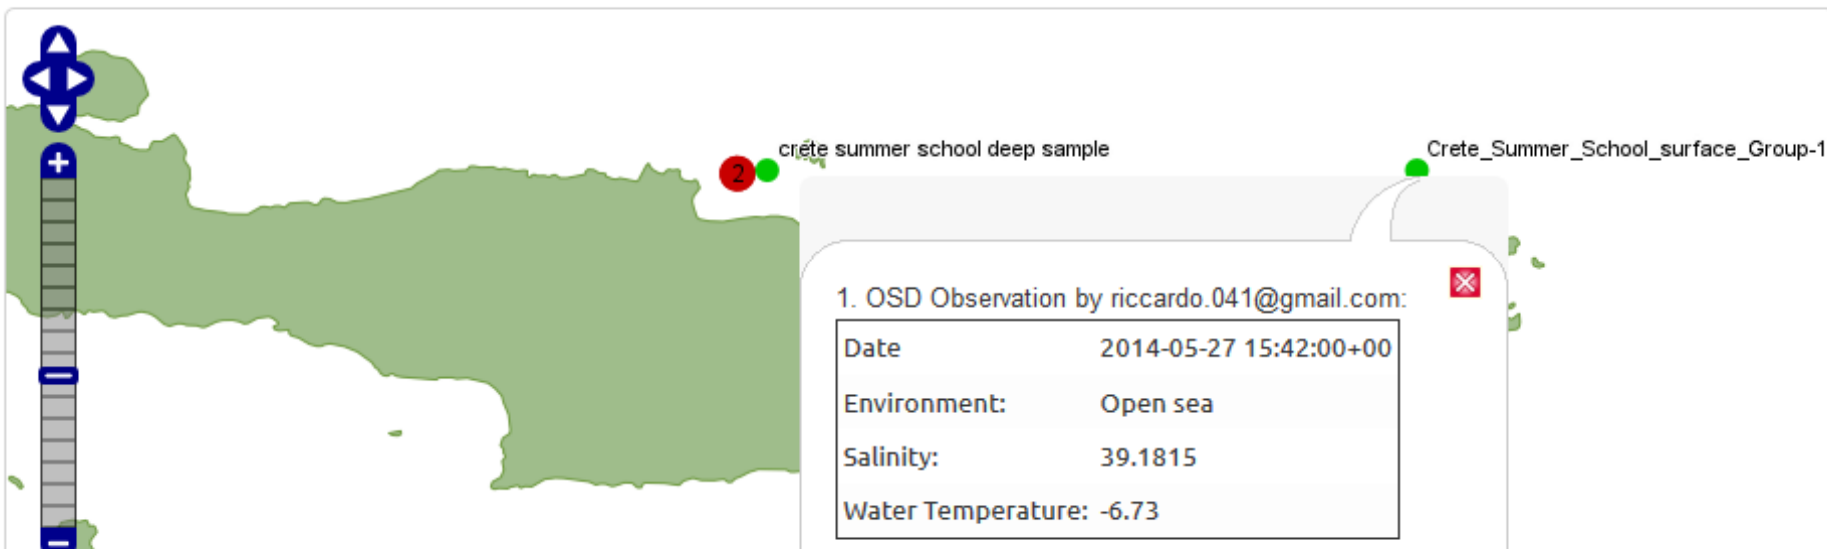 crete summer school deep sample
Crete_Summer_School_surface_Group-1
2
1. OSD Observation by riccardo.041@gmail.com:
Date 2014-05-27 15:42:00+00
Environment: Open sea
Salinity: 39.1815
Water Temperature: -6.73